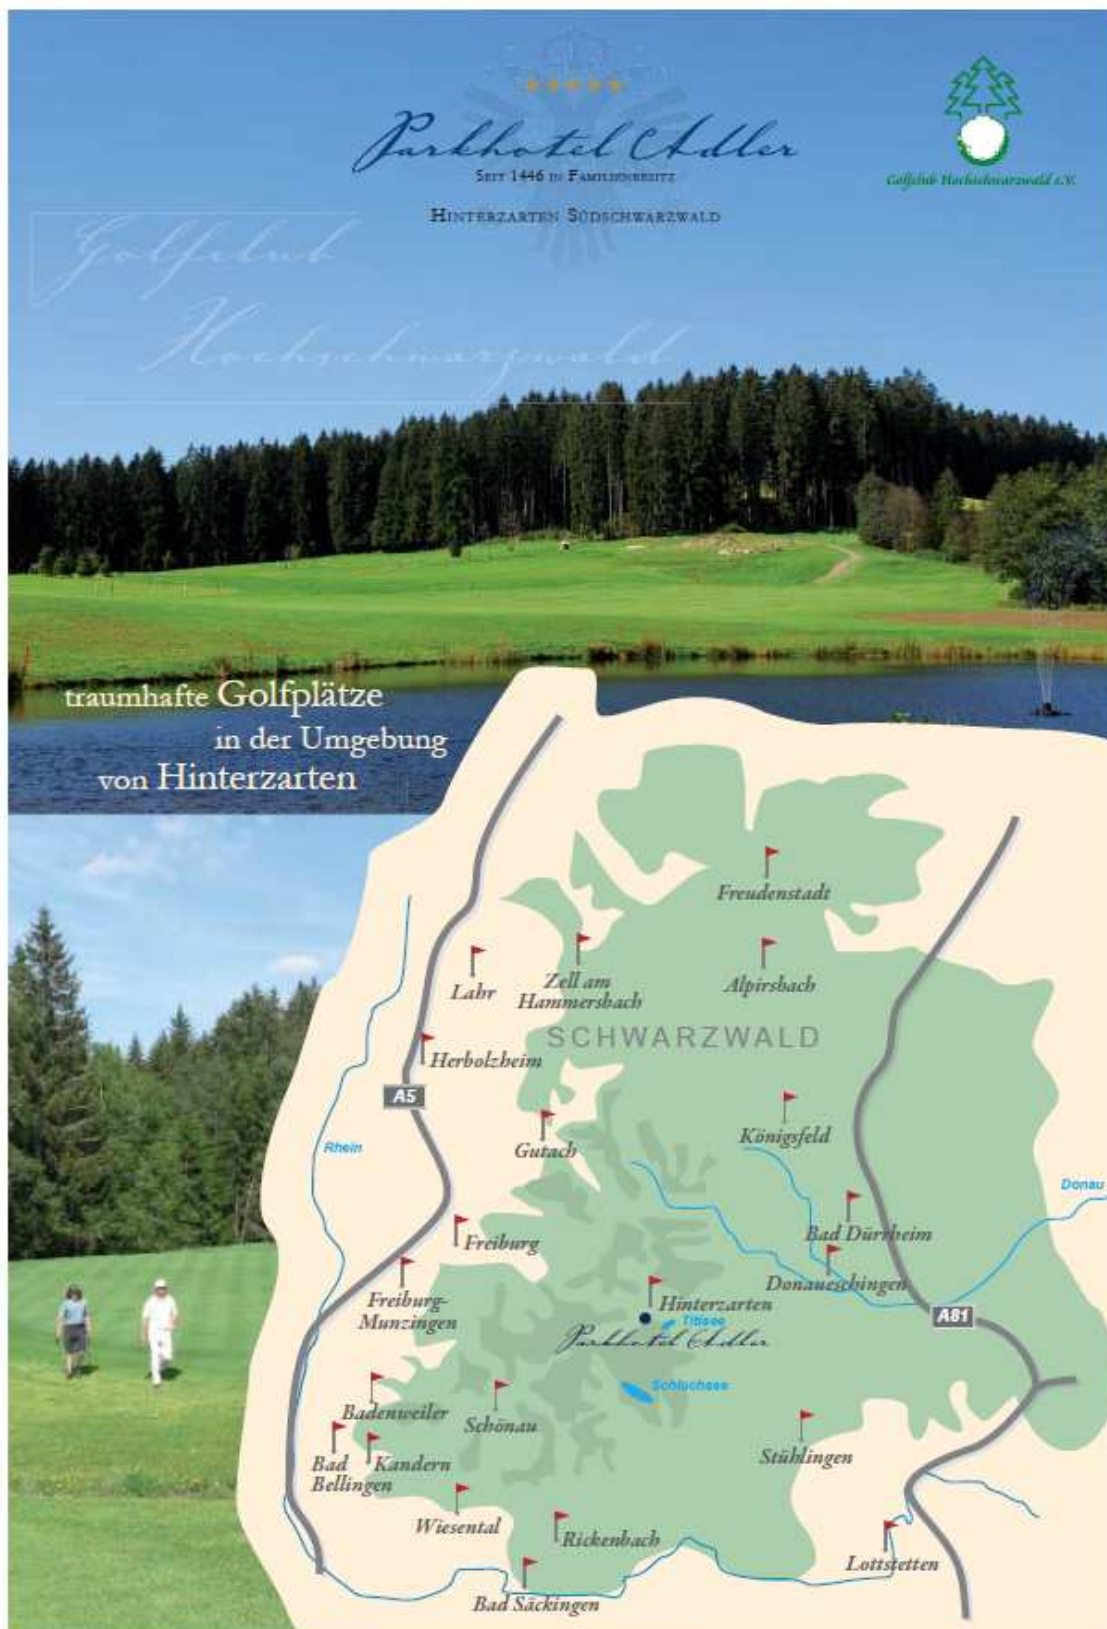 Parkhotel Adler
SEIT 1446 IN FAMILIENBESITZ
HINTERZARTEN SÜDSCHWARZWALD
Golfclub Hochschwarzwald e.V.
Golfclub
Hochschwarzwald
traumhafte Golfplätze
in der Umgebung
von Hinterzarten
Freudenstadt
Lahr
Zell am
Hammersbach
Alpirsbach
SCHWARZWALD
Herbolzheim
A5
Gutach
Königsfeld
Rhein
Donau
Freiburg
Bad Dürrheim
Donaueschingen
Freiburg-
Munzingen
Hinterzarten
Titisee
A81
Parkhotel Adler
Schluchsee
Badenweiler
Schönau
Bad
Bellingen
Kandern
Stühlingen
Wiesental
Rickenbach
Lottstetten
Bad Säckingen